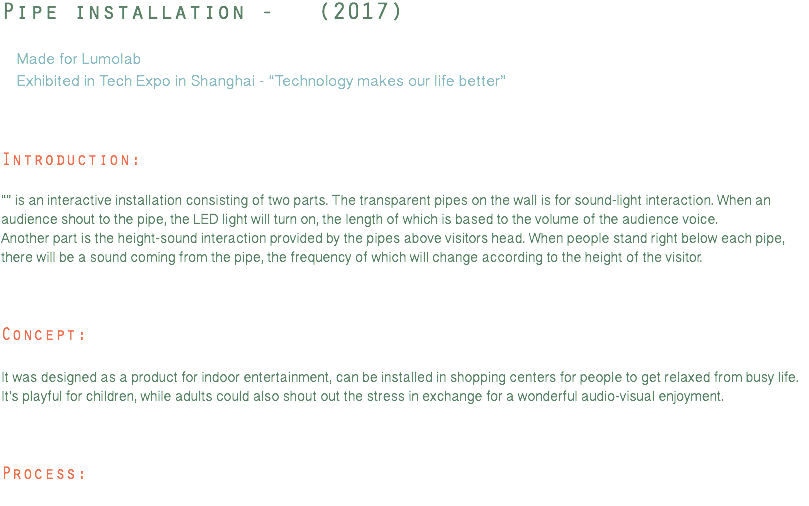 Pipe installation -   (2017)
Made for Lumolab
Exhibited in Tech Expo in Shanghai - “Technology makes our life better”
Introduction:
“” is an interactive installation consisting of two parts. The transparent pipes on the wall is for sound-light interaction. When an
audience shout to the pipe, the LED light will turn on, the length of which is based to the volume of the audience voice.
Another part is the height-sound interaction provided by the pipes above visitors head. When people stand right below each pipe,
there will be a sound coming from the pipe, the frequency of which will change according to the height of the visitor.
Concept:
It was designed as a product for indoor entertainment, can be installed in shopping centers for people to get relaxed from busy life.
It's playful for children, while adults could also shout out the stress in exchange for a wonderful audio-visual enjoyment.
Process: